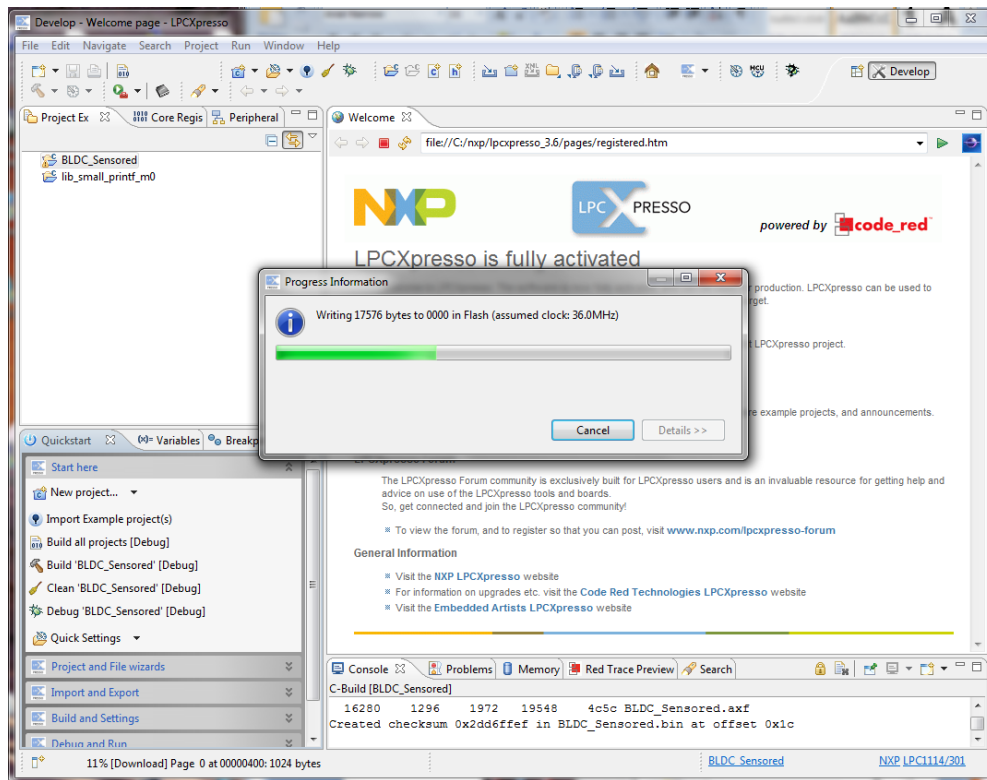 Develop - Welcome page - LPCXpresso
File Edit Navigate Search Project Run Window Help
Develop
Project Ex Core Regis Peripheral
BLDC_Sensored
lib_small_printf_m0
Welcome
file://C:/nxp/lpcxpresso_3.6/pages/registered.htm
NXP LPC XPRESSO powered by code_red
LPCXpresso is fully activated
production. LPCXpresso can be used to
LPCXpresso project.
example projects, and announcements.
Progress Information
Writing 17576 bytes to 0000 in Flash (assumed clock: 36.0MHz)
Cancel Details >>
The LPCXpresso Forum community is exclusively built for LPCXpresso users and is an invaluable resource for getting help and
advice on use of the LPCXpresso tools and boards.
So, get connected and join the LPCXpresso community!
To view the forum, and to register so that you can post, visit www.nxp.com/lpcxpresso-forum
General Information
Visit the NXP LPCXpresso website
For information on upgrades etc. visit the Code Red Technologies LPCXpresso website
Visit the Embedded Artists LPCXpresso website
Quickstart (x)= Variables Breakp
Start here
New project...
Import Example project(s)
Build all projects [Debug]
Build 'BLDC_Sensored' [Debug]
Clean 'BLDC_Sensored' [Debug]
Debug 'BLDC_Sensored' [Debug]
Quick Settings
Project and File wizards
Import and Export
Build and Settings
Debug and Run
Console Problems Memory Red Trace Preview Search
C-Build [BLDC_Sensored]
16280 1296 1972 19548 4c5c BLDC_Sensored.axf
Created checksum 0x2dd6ffef in BLDC_Sensored.bin at offset 0x1c
11% [Download] Page 0 at 00000400: 1024 bytes
BLDC_Sensored
NXP LPC1114/301